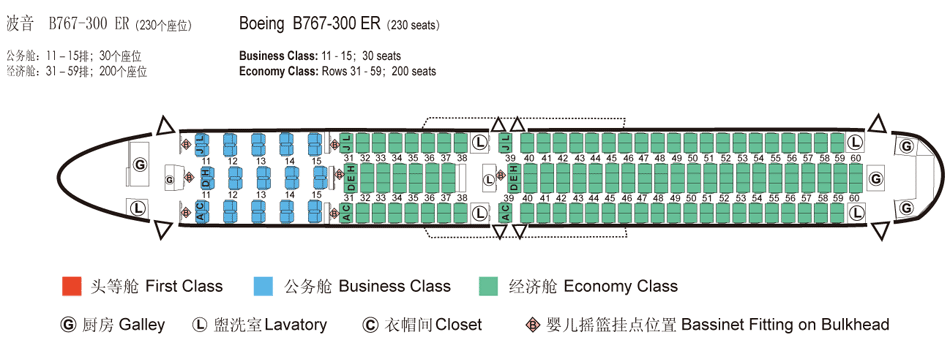 波音 B767-300 ER (230个座位) Boeing B767-300 ER (230 seats)
公务舱: 11 – 15排; 30个座位 Business Class: 11 - 15; 30 seats
经济舱: 31 – 59排; 200个座位 Economy Class: Rows 31 - 59; 200 seats
B J L B J L L J L L G
11 12 13 14 15 31 32 33 34 35 36 37 38 39 40 41 42 43 44 45 46 47 48 49 50 51 52 53 54 55 56 57 58 59 60
G G B D H B D E H L B D E H G
11 12 13 14 15 31 32 33 34 35 36 37 38 39 40 41 42 43 44 45 46 47 48 49 50 51 52 53 54 55 56 57 58 59 60
L B A C B A C L A C L G
头等舱 First Class 公务舱 Business Class 经济舱 Economy Class
G 厨房 Galley L 盥洗室 Lavatory C 衣帽间 Closet B 婴儿摇篮挂点位置 Bassinet Fitting on Bulkhead